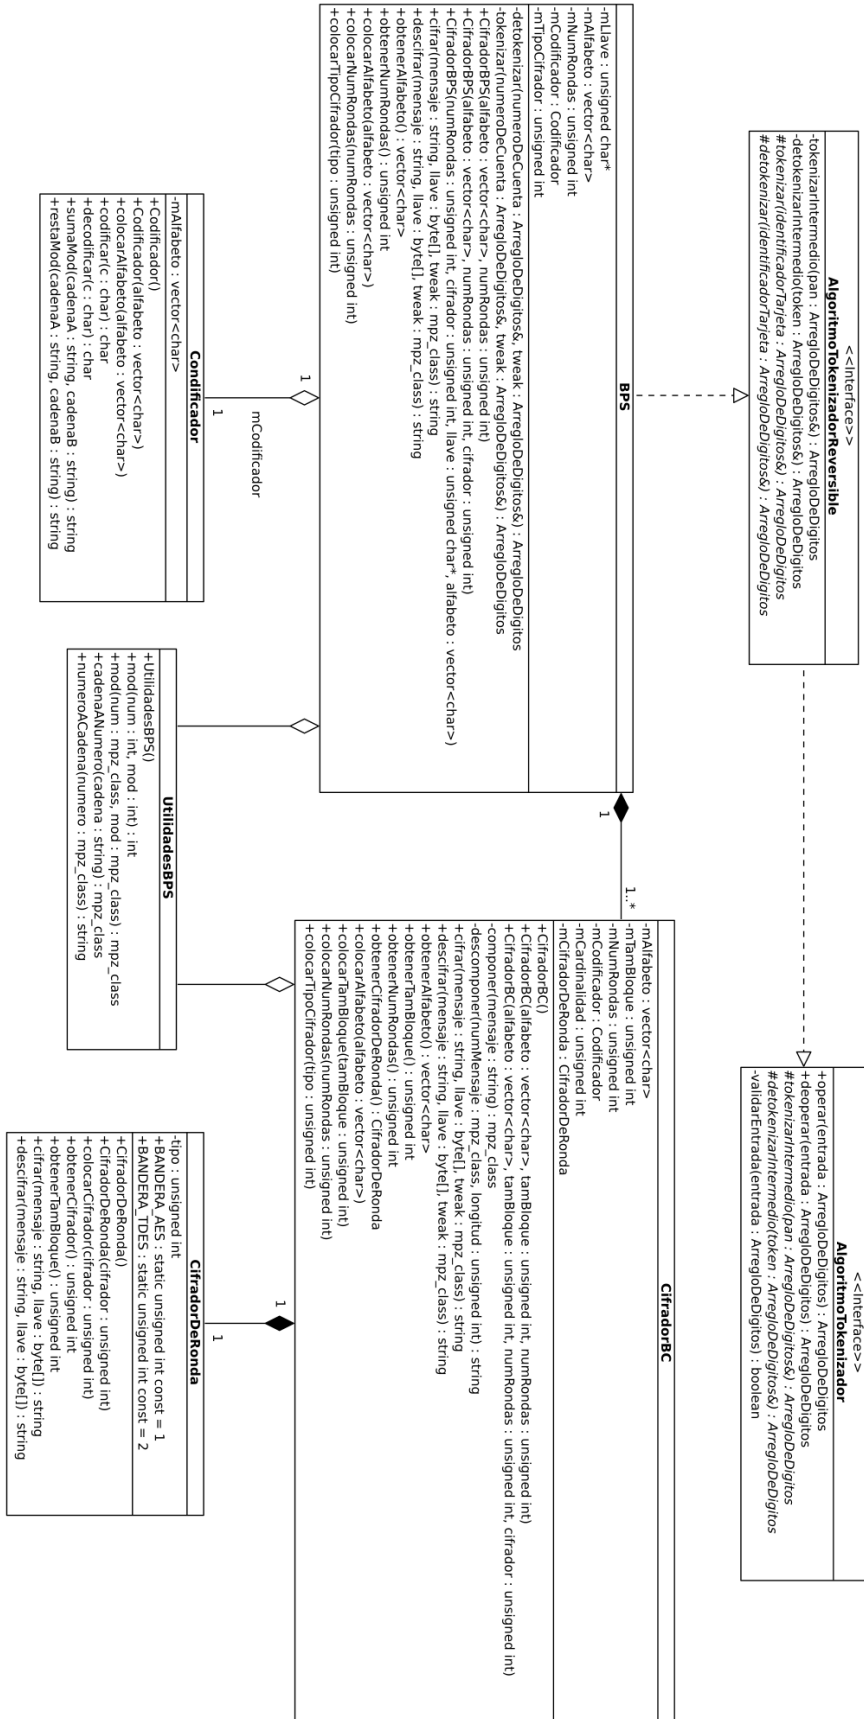 <<Interface>>
AlgoritmoTokenizadorReversible
-tokenizarIntermedio(pan : ArregloDeDigitos&) : ArregloDeDigitos
-detokenizarIntermedio(token : ArregloDeDigitos&) : ArregloDeDigitos
#tokenizar(identificadorTarjeta : ArregloDeDigitos&) : ArregloDeDigitos
#detokenizar(identificadorTarjeta : ArregloDeDigitos&) : ArregloDeDigitos
<<Interface>>
AlgoritmoTokenizador
+operar(entrada : ArregloDeDigitos) : ArregloDeDigitos
+deoperar(entrada : ArregloDeDigitos) : ArregloDeDigitos
#tokenizarIntermedio(pan : ArregloDeDigitos&) : ArregloDeDigitos
#detokenizarIntermedio(token : ArregloDeDigitos&) : ArregloDeDigitos
-validarEntrada(entrada : ArregloDeDigitos) : boolean
BPS
-mLlave : unsigned char*
-mAlfabeto : vector<char>
-mNumRondas : unsigned int
-mCodificador : Codificador
-mTipoCifrador : unsigned int
-detokenizar(numeroDeCuenta : ArregloDeDigitos&, tweak : ArregloDeDigitos&) : ArregloDeDigitos
-tokenizar(numeroDeCuenta : ArregloDeDigitos&, tweak : ArregloDeDigitos&) : ArregloDeDigitos
+CifradorBPS(alfabeto : vector<char>, numRondas : unsigned int)
+CifradorBPS(alfabeto : vector<char>, numRondas : unsigned int, cifrador : unsigned int)
+CifradorBPS(numRondas : unsigned int, cifrador : unsigned int, llave : unsigned char*, alfabeto : vector<char>)
+cifrar(mensaje : string, llave : byte[], tweak : mpz_class) : string
+descifrar(mensaje : string, llave : byte[], tweak : mpz_class) : string
+obtenerAlfabeto() : vector<char>
+obtenerNumRondas() : unsigned int
+colocarAlfabeto(alfabeto : vector<char>)
+colocarNumRondas(numRondas : unsigned int)
+colocarTipoCifrador(tipo : unsigned int)
1
1..*
CifradorBC
-mAlfabeto : vector<char>
-mTamBloque : unsigned int
-mNumRondas : unsigned int
-mCodificador : Codificador
-mCardinalidad : unsigned int
-mCifradorDeRonda : CifradorDeRonda
+CifradorBC()
+CifradorBC(alfabeto : vector<char>, tamBloque : unsigned int, numRondas : unsigned int)
+CifradorBC(alfabeto : vector<char>, tamBloque : unsigned int, numRondas : unsigned int, cifrador : unsigned int)
-componer(mensaje : string) : mpz_class
-descomponer(numMensaje : mpz_class, longitud : unsigned int) : string
+cifrar(mensaje : string, llave : byte[], tweak : mpz_class) : string
+descifrar(mensaje : string, llave : byte[], tweak : mpz_class) : string
+obtenerAlfabeto() : vector<char>
+obtenerTamBloque() : unsigned int
+obtenerNumRondas() : unsigned int
+obtenerCifradorDeRonda() : CifradorDeRonda
+colocarAlfabeto(alfabeto : vector<char>)
+colocarTamBloque(tamBloque : unsigned int)
+colocarNumRondas(numRondas : unsigned int)
+colocarTipoCifrador(tipo : unsigned int)
1
mCodificador
1
Condificador
-mAlfabeto : vector<char>
+Codificador()
+Codificador(alfabeto : vector<char>)
+colocarAlfabeto(alfabeto : vector<char>)
+codificar(c : char) : char
+decodificar(c : char) : char
+sumaMod(cadenaA : string, cadenaB : string) : string
+restaMod(cadenaA : string, cadenaB : string) : string
UtilidadesBPS
+UtilidadesBPS()
+mod(num : int, mod : int) : int
+mod(num : mpz_class, mod : mpz_class) : mpz_class
+cadenaANumero(cadena : string) : mpz_class
+numeroACadena(numero : mpz_class) : string
1
1
CifradorDeRonda
-tipo : unsigned int
+BANDERA_AES : static unsigned int const = 1
+BANDERA_TDES : static unsigned int const = 2
+CifradorDeRonda()
+CifradorDeRonda(cifrador : unsigned int)
+colocarCifrador(cifrador : unsigned int)
+obtenerCifrador() : unsigned int
+obtenerTamBloque() : unsigned int
+cifrar(mensaje : string, llave : byte[]) : string
+descifrar(mensaje : string, llave : byte[]) : string